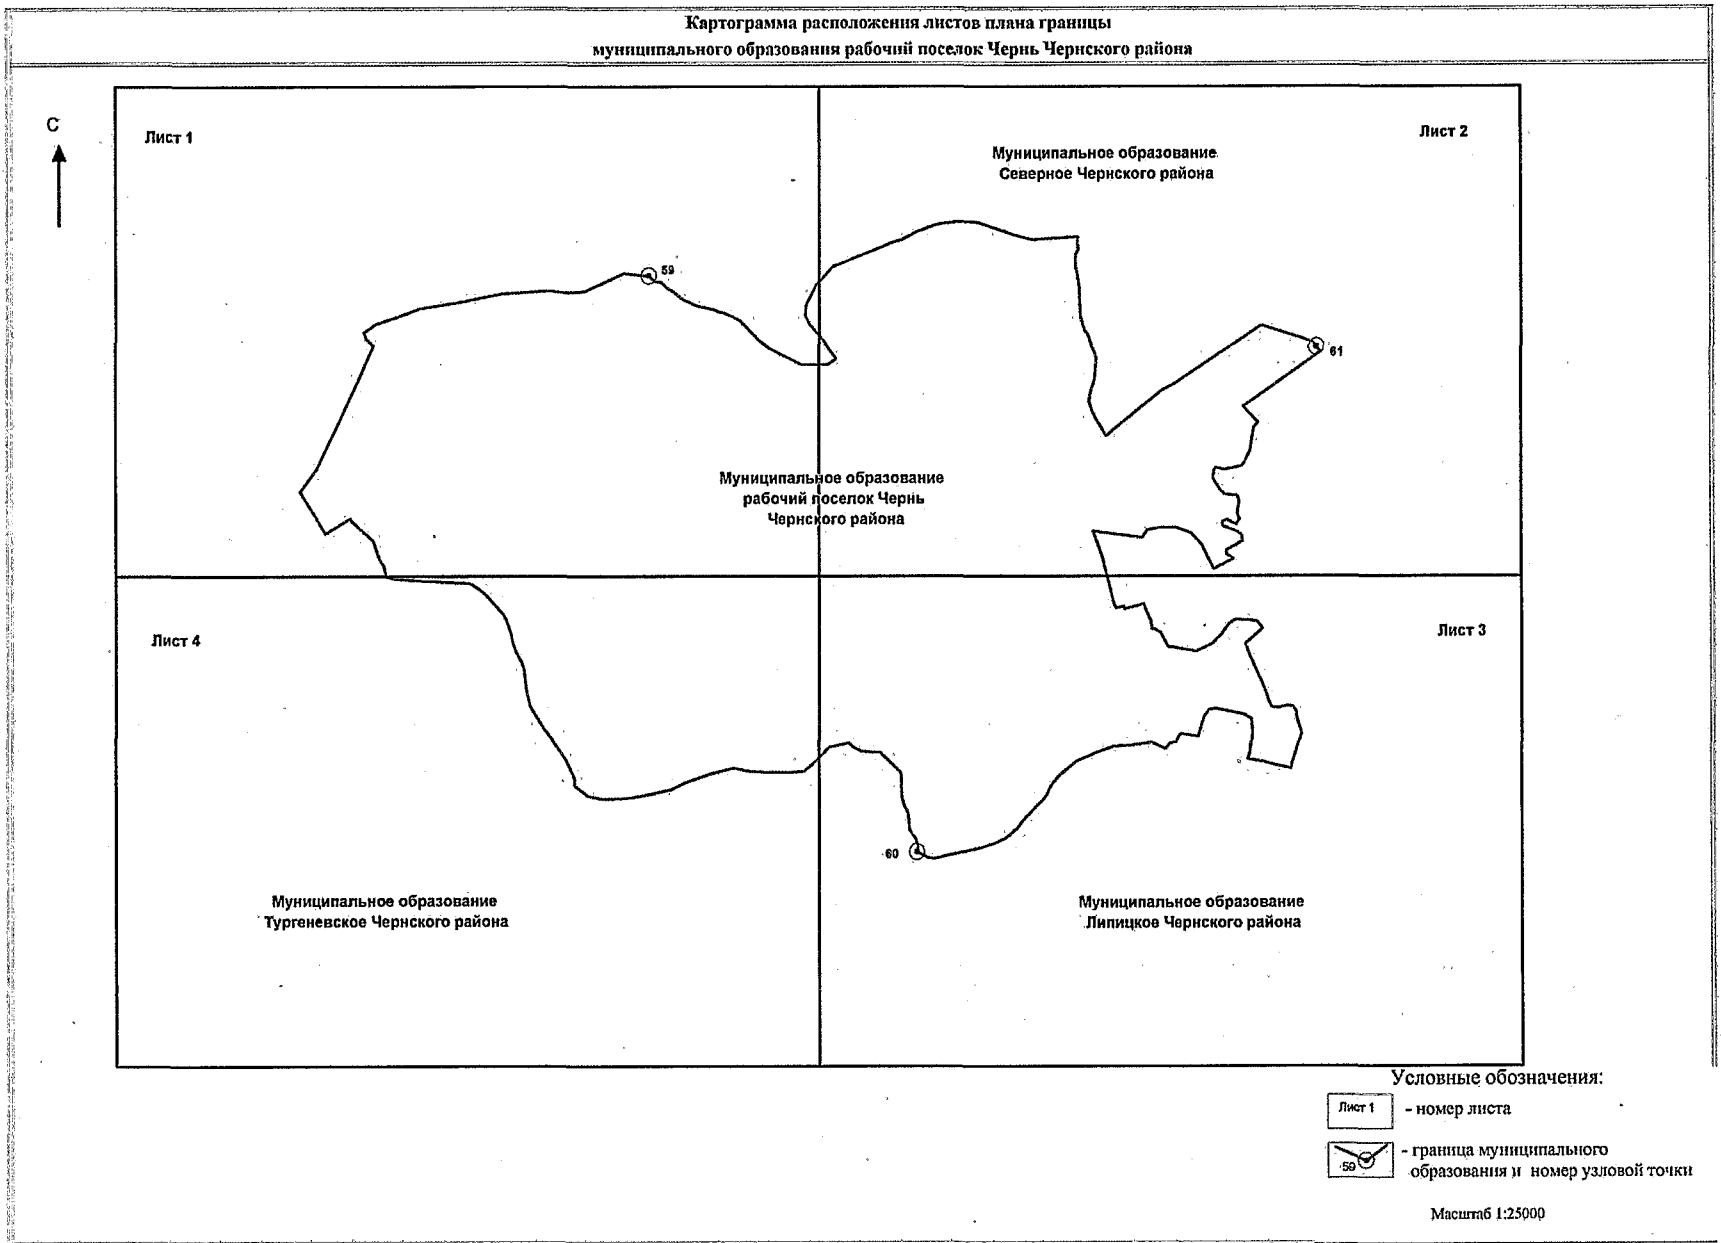 Картограмма расположения листов плана границы
муниципального образования рабочий поселок Чернь Чернского района
С
Лист 1
Лист 2
Муниципальное образование
Северное Чернского района
59
61
Муниципальное образование
рабочий поселок Чернь
Чернского района
Лист 4
Лист 3
60
Муниципальное образование
Тургеневское Чернского района
Муниципальное образование
Липицкое Чернского района
Условные обозначения:
Лист 1
- номер листа
59
- граница муниципального
образования и номер узловой точки
Масштаб 1:25000